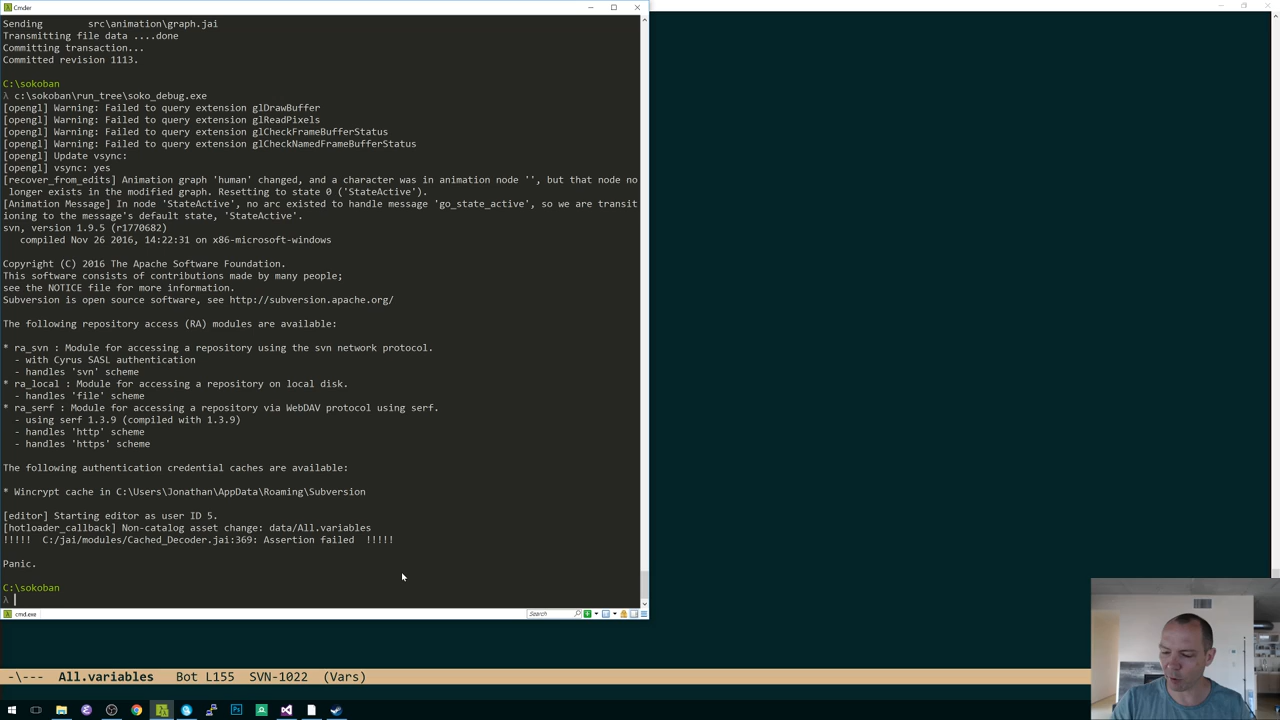 Cmder
Sending       src\animation\graph.jai
Transmitting file data ....done
Committing transaction...
Committed revision 1113.
C:\sokoban
λ c:\sokoban\run_tree\soko_debug.exe
[opengl] Warning: Failed to query extension glDrawBuffer
[opengl] Warning: Failed to query extension glReadPixels
[opengl] Warning: Failed to query extension glCheckFrameBufferStatus
[opengl] Warning: Failed to query extension glCheckNamedFrameBufferStatus
[opengl] Update vsync:
[opengl] vsync: yes
[recover_from_edits] Animation graph 'human' changed, and a character was in animation node '', but that node no
 longer exists in the modified graph. Resetting to state 0 ('StateActive').
[Animation Message] In node 'StateActive', no arc existed to handle message 'go_state_active', so we are transit
ioning to the message's default state, 'StateActive'.
svn, version 1.9.5 (r1770682)
   compiled Nov 26 2016, 14:22:31 on x86-microsoft-windows
Copyright (C) 2016 The Apache Software Foundation.
This software consists of contributions made by many people;
see the NOTICE file for more information.
Subversion is open source software, see http://subversion.apache.org/
The following repository access (RA) modules are available:
* ra_svn : Module for accessing a repository using the svn network protocol.
  - with Cyrus SASL authentication
  - handles 'svn' scheme
* ra_local : Module for accessing a repository on local disk.
  - handles 'file' scheme
* ra_serf : Module for accessing a repository via WebDAV protocol using serf.
  - using serf 1.3.9 (compiled with 1.3.9)
  - handles 'http' scheme
  - handles 'https' scheme
The following authentication credential caches are available:
* Wincrypt cache in C:\Users\Jonathan\AppData\Roaming\Subversion
[editor] Starting editor as user ID 5.
[hotloader_callback] Non-catalog asset change: data/All.variables
!!!!!  C:/jai/modules/Cached_Decoder.jai:369: Assertion failed  !!!!!
Panic.
C:\sokoban
λ
cmd.exe
Search
-\---  All.variables   Bot L155   SVN-1022  (Vars)